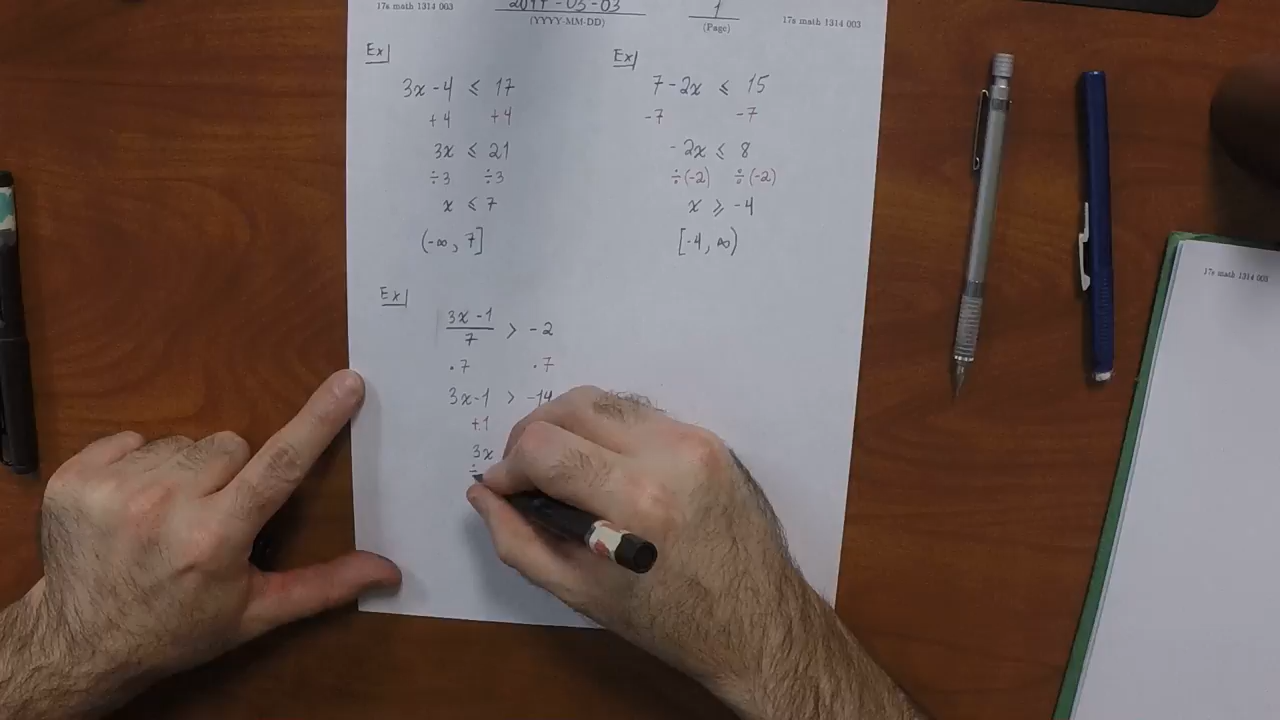 17s math 1314 003
1
17s math 1314 003
(YYYY-MM-DD)
(Page)
Ex|
3x - 4 ≤ 17
+4 +4
3x ≤ 21
÷3 ÷3
x ≤ 7
(-∞, 7]
Ex|
7 - 2x ≤ 15
-7 -7
-2x ≤ 8
÷(-2) ÷(-2)
x ≥ -4
[-4, ∞)
Ex|
3x - 1
7
> -2
·7 ·7
3x - 1 > -14
+1
3x
÷
17s math 1314 003